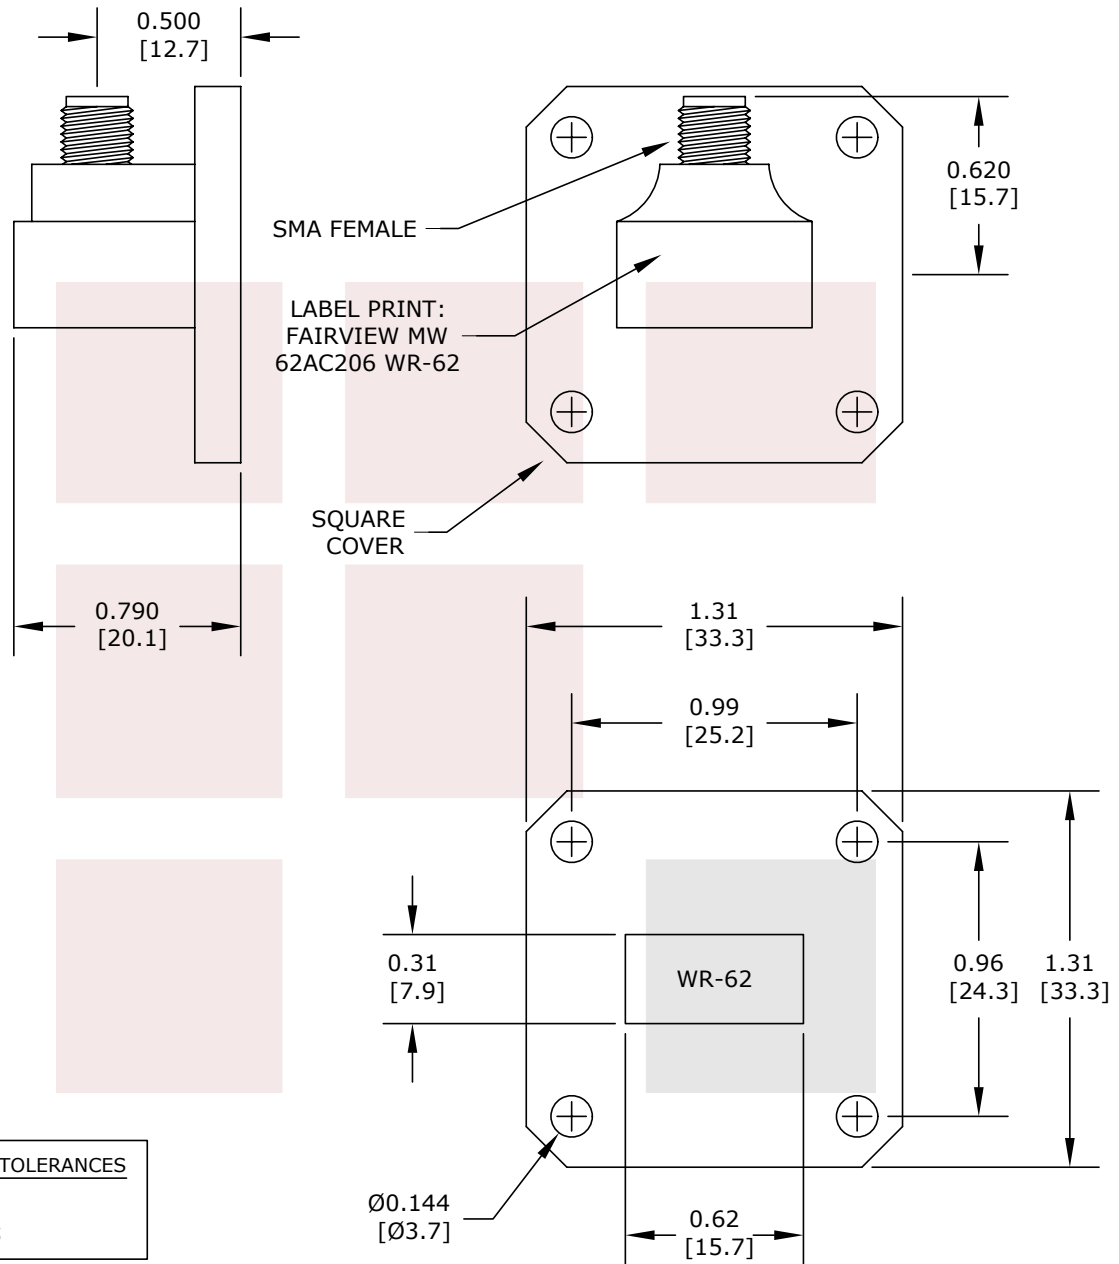 0.500
[12.7]
0.620
[15.7]
SMA FEMALE
LABEL PRINT:
FAIRVIEW MW
62AC206 WR-62
SQUARE
COVER
0.790
[20.1]
1.31
[33.3]
0.99
[25.2]
0.31
[7.9]
WR-62
0.96
[24.3]
1.31
[33.3]
TOLERANCES
Ø0.144
[Ø3.7]
0.62
[15.7]